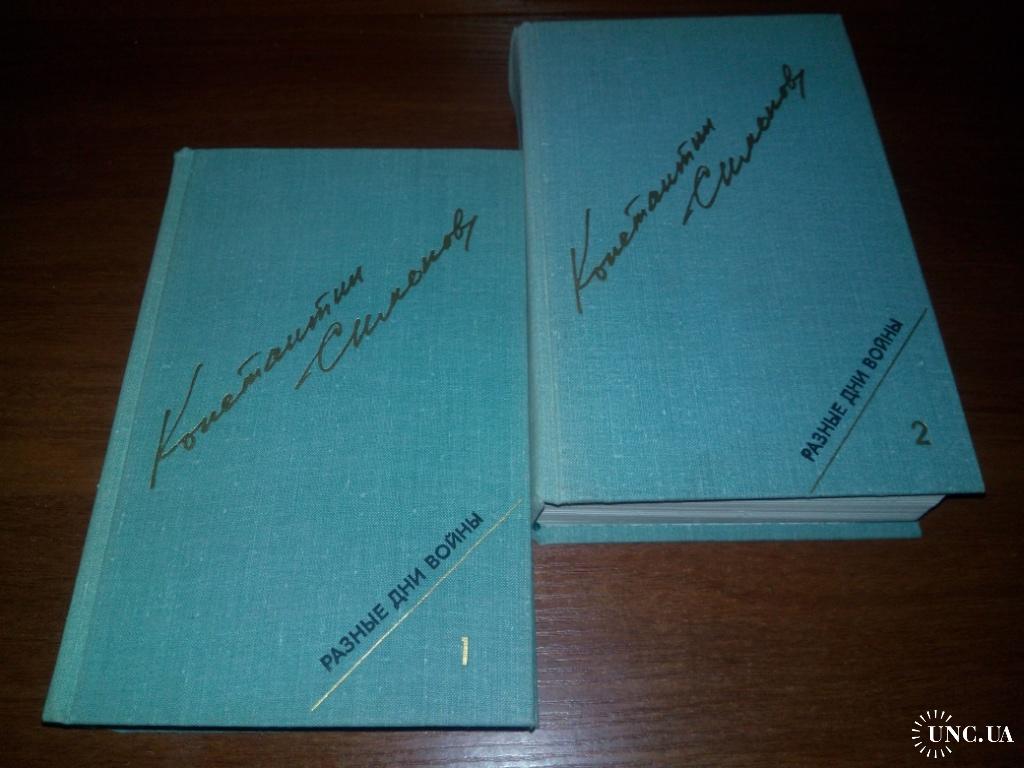 Константин
Симонов
РАЗНЫЕ ДНИ ВОЙНЫ
1
Константин
Симонов
РАЗНЫЕ ДНИ ВОЙНЫ
2
UNC.UA